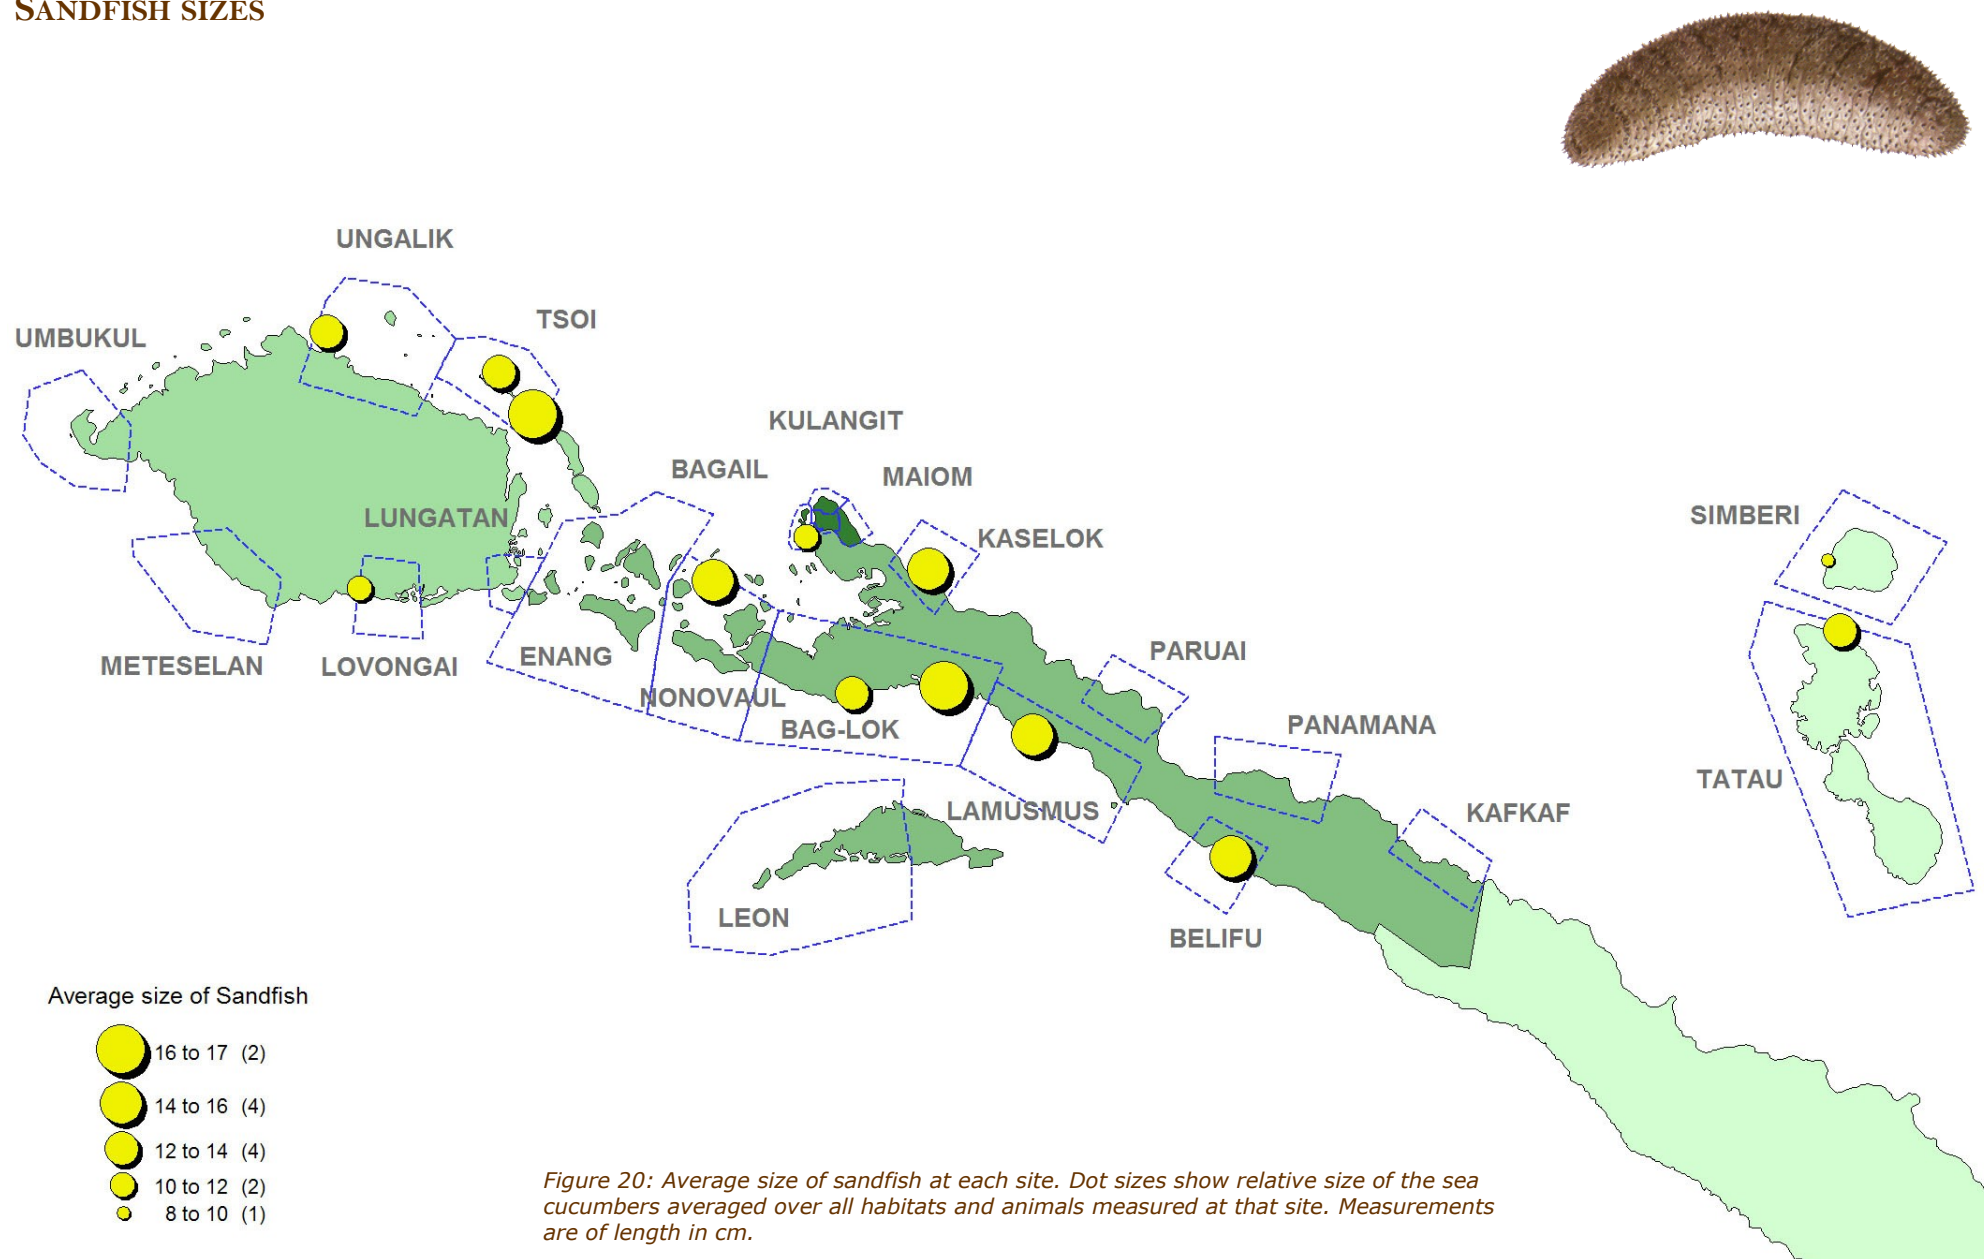 SANDFISH SIZES
UNGALIK
TSOI
UMBUKUL
KULANGIT
BAGAIL
MAIOM
LUNGATAN
SIMBERI
KASELOK
PARUAI
ENANG
METESELAN
LOVONGAI
NONOVAUL
BAG-LOK
PANAMANA
TATAU
LAMUSMUS
KAFKAF
LEON
BELIFU
Average size of Sandfish
16 to 17 (2)
14 to 16 (4)
12 to 14 (4)
10 to 12 (2)
8 to 10 (1)
Figure 20: Average size of sandfish at each site. Dot sizes show relative size of the sea
cucumbers averaged over all habitats and animals measured at that site. Measurements
are of length in cm.